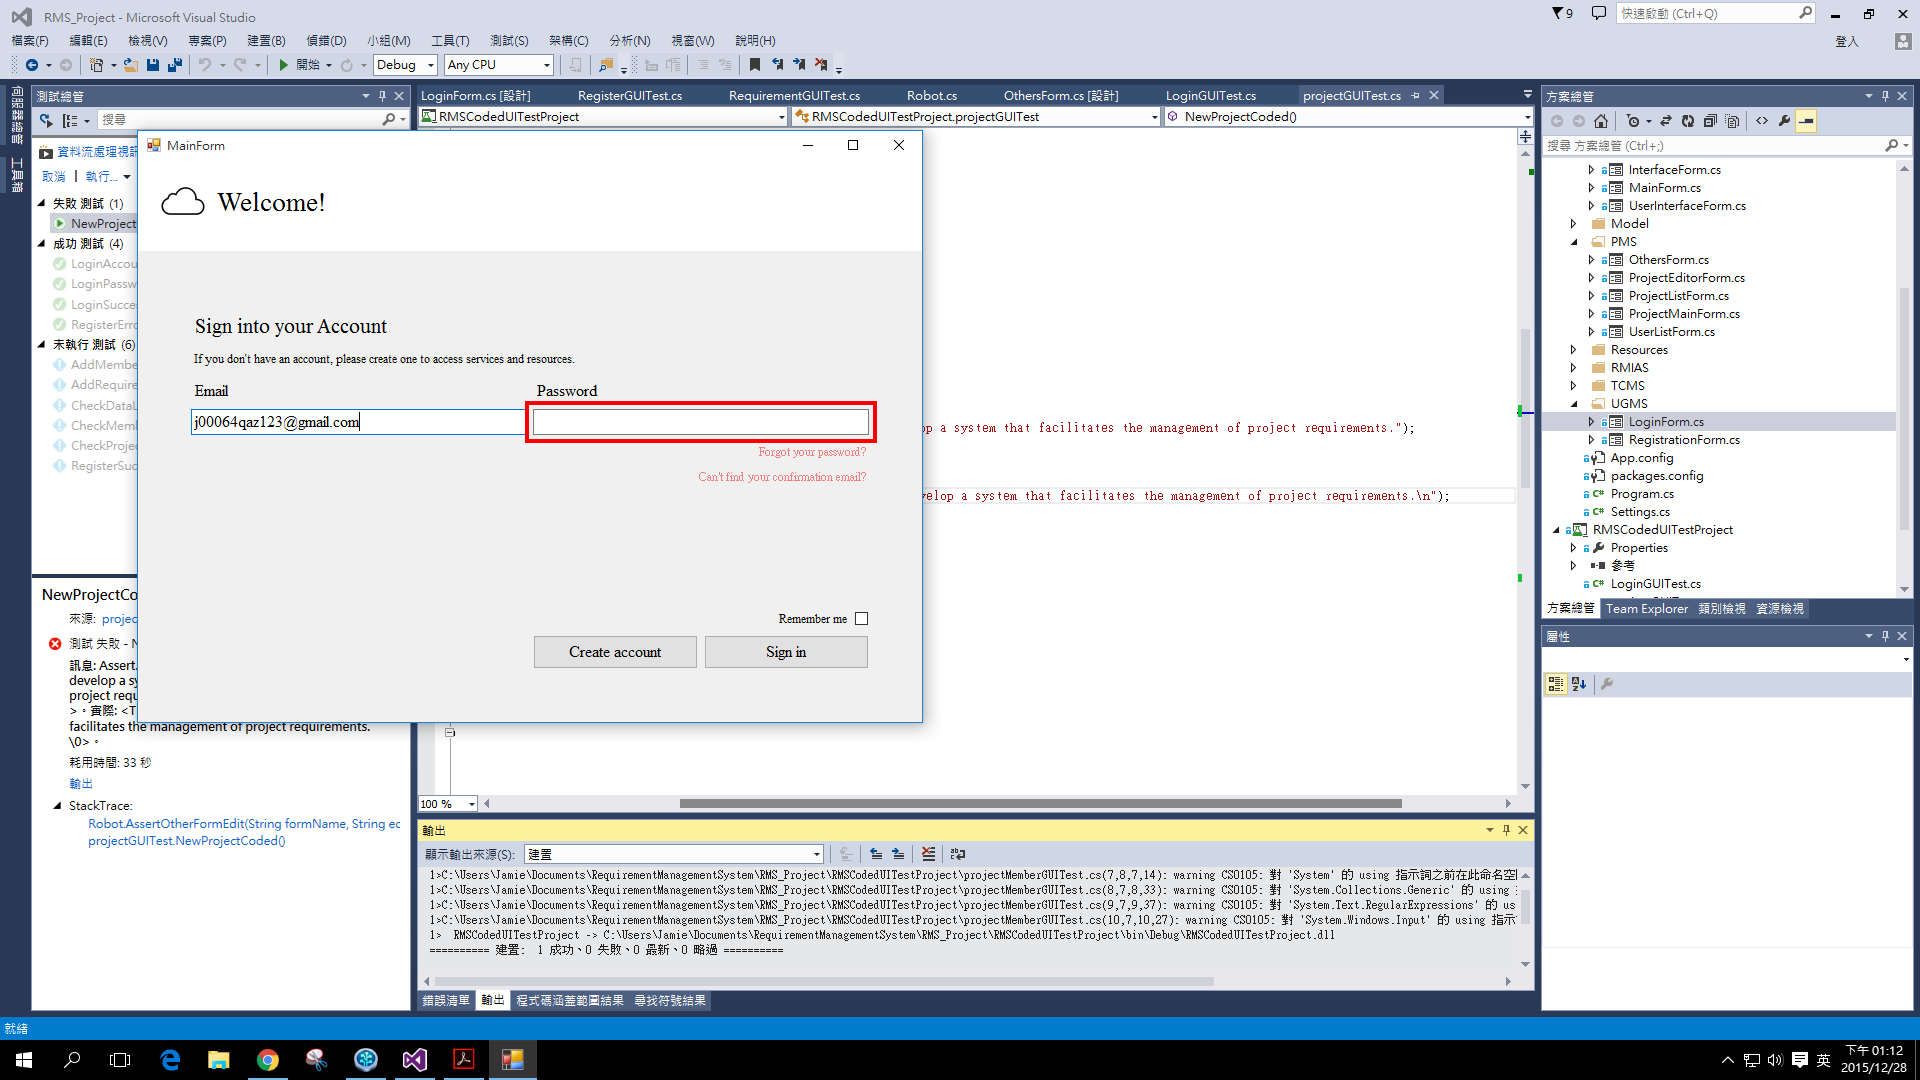 RMS_Project - Microsoft Visual Studio
9
快速啟動 (Ctrl+Q)
檔案(F) 編輯(E) 檢視(V) 專案(P) 建置(B) 偵錯(D) 小組(M) 工具(T) 測試(S) 架構(C) 分析(N) 視窗(W) 說明(H)
登入
開始 Debug Any CPU
伺服器總管
工具箱
測試總管
搜尋
資料流處理視訊
取消 執行...
失敗 測試 (1)
NewProject
成功 測試 (4)
LoginAccou
LoginPassw
LoginSucce
RegisterErro
未執行 測試 (6)
AddMembe
AddRequire
CheckDataL
CheckMemb
CheckProje
RegisterSuc
NewProjectCo
來源: projec
測試 失敗 - N
訊息: Assert.
develop a sy
project requ
>。實際: <T
facilitates the management of project requirements.
\0>。
耗用時間: 33 秒
輸出
StackTrace:
Robot.AssertOtherFormEdit(String formName, String ec
projectGUITest.NewProjectCoded()
LoginForm.cs [設計] RegisterGUITest.cs RequirementGUITest.cs Robot.cs OthersForm.cs [設計] LoginGUITest.cs projectGUITest.cs
RMSCodedUITestProject RMSCodedUITestProject.projectGUITest NewProjectCoded()
MainForm
Welcome!
Sign into your Account
If you don't have an account, please create one to access services and resources.
Email Password
j00064qaz123@gmail.com
Forgot your password?
Can't find your confirmation email?
Remember me
Create account Sign in
p a system that facilitates the management of project requirements.");
velop a system that facilitates the management of project requirements.\n");
100 %
輸出
顯示輸出來源(S): 建置
1>C:\Users\Jamie\Documents\RequirementManagementSystem\RMS_Project\RMSCodedUITestProject\projectMemberGUITest.cs(7,8,7,14): warning CS0105: 對 'System' 的 using 指示詞之前在此命名空
1>C:\Users\Jamie\Documents\RequirementManagementSystem\RMS_Project\RMSCodedUITestProject\projectMemberGUITest.cs(8,7,8,33): warning CS0105: 對 'System.Collections.Generic' 的 using
1>C:\Users\Jamie\Documents\RequirementManagementSystem\RMS_Project\RMSCodedUITestProject\projectMemberGUITest.cs(9,7,9,37): warning CS0105: 對 'System.Text.RegularExpressions' 的 us
1>C:\Users\Jamie\Documents\RequirementManagementSystem\RMS_Project\RMSCodedUITestProject\projectMemberGUITest.cs(10,7,10,27): warning CS0105: 對 'System.Windows.Input' 的 using 指示
1> RMSCodedUITestProject -> C:\Users\Jamie\Documents\RequirementManagementSystem\RMS_Project\RMSCodedUITestProject\bin\Debug\RMSCodedUITestProject.dll
========== 建置: 1 成功、0 失敗、0 最新、0 略過 ==========
錯誤清單 輸出 程式碼涵蓋範圍結果 尋找符號結果
方案總管
搜尋 方案總管 (Ctrl+;)
InterfaceForm.cs
MainForm.cs
UserInterfaceForm.cs
Model
PMS
OthersForm.cs
ProjectEditorForm.cs
ProjectListForm.cs
ProjectMainForm.cs
UserListForm.cs
Resources
RMIAS
TCMS
UGMS
LoginForm.cs
RegistrationForm.cs
App.config
packages.config
Program.cs
Settings.cs
RMSCodedUITestProject
Properties
參考
LoginGUITest.cs
方案總管 Team Explorer 類別檢視 資源檢視
屬性
就緒
英
下午 01:12
2015/12/28